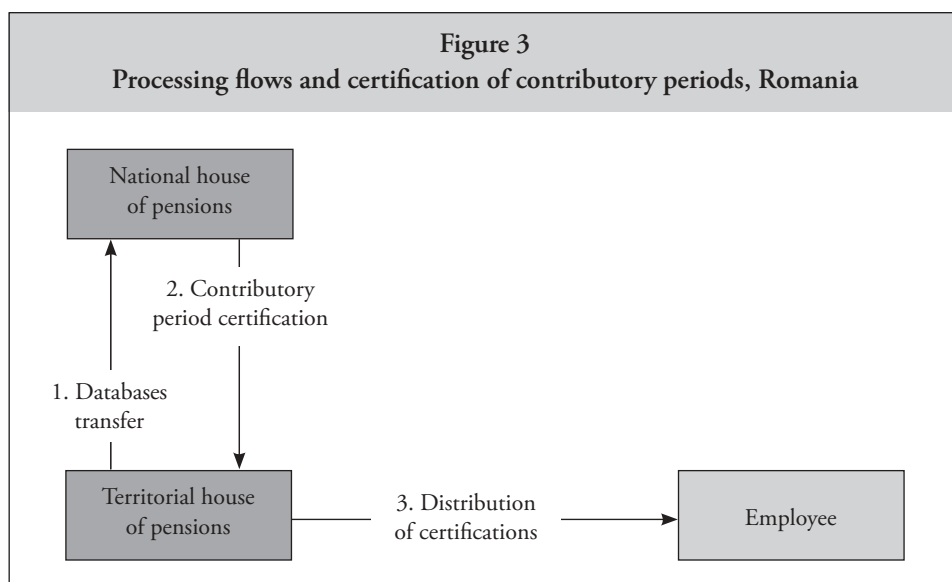 Figure 3
Processing flows and certification of contributory periods, Romania
National house
of pensions
2. Contributory
period certification
1. Databases
transfer
Territorial house
of pensions
3. Distribution
of certifications
Employee